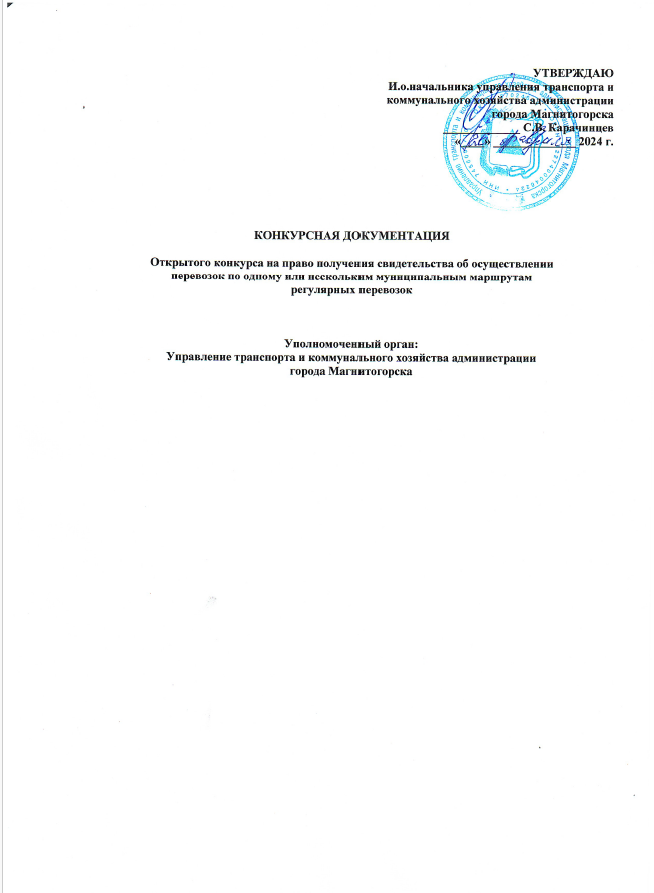 УТВЕРЖДАЮ
И.о.начальника управления транспорта и
коммунального хозяйства администрации
города Магнитогорска
С.В. Карачинцев
« » февраля 2024 г.
КОНКУРСНАЯ ДОКУМЕНТАЦИЯ
Открытого конкурса на право получения свидетельства об осуществлении
перевозок по одному или нескольким муниципальным маршрутам
регулярных перевозок
Уполномоченный орган:
Управление транспорта и коммунального хозяйства администрации
города Магнитогорска